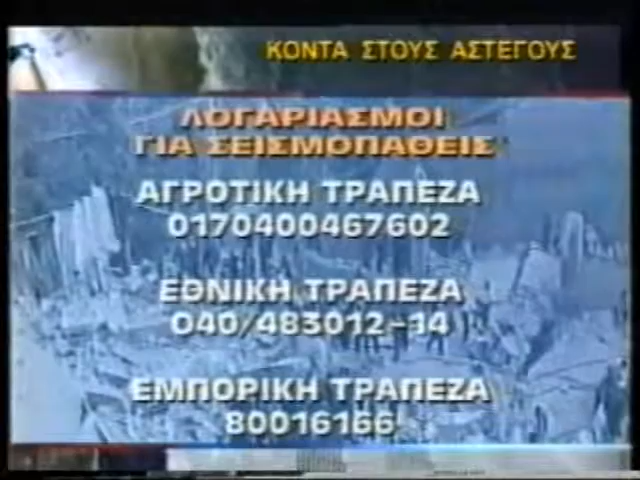 ΚΟΝΤΑ ΣΤΟΥΣ ΑΣΤΕΓΟΥΣ
ΛΟΓΑΡΙΑΣΜΟΙ
ΓΙΑ ΣΕΙΣΜΟΠΑΘΕΙΣ
ΑΓΡΟΤΙΚΗ ΤΡΑΠΕΖΑ
0170400467602
ΕΘΝΙΚΗ ΤΡΑΠΕΖΑ
040/483012-14
ΕΜΠΟΡΙΚΗ ΤΡΑΠΕΖΑ
80016166